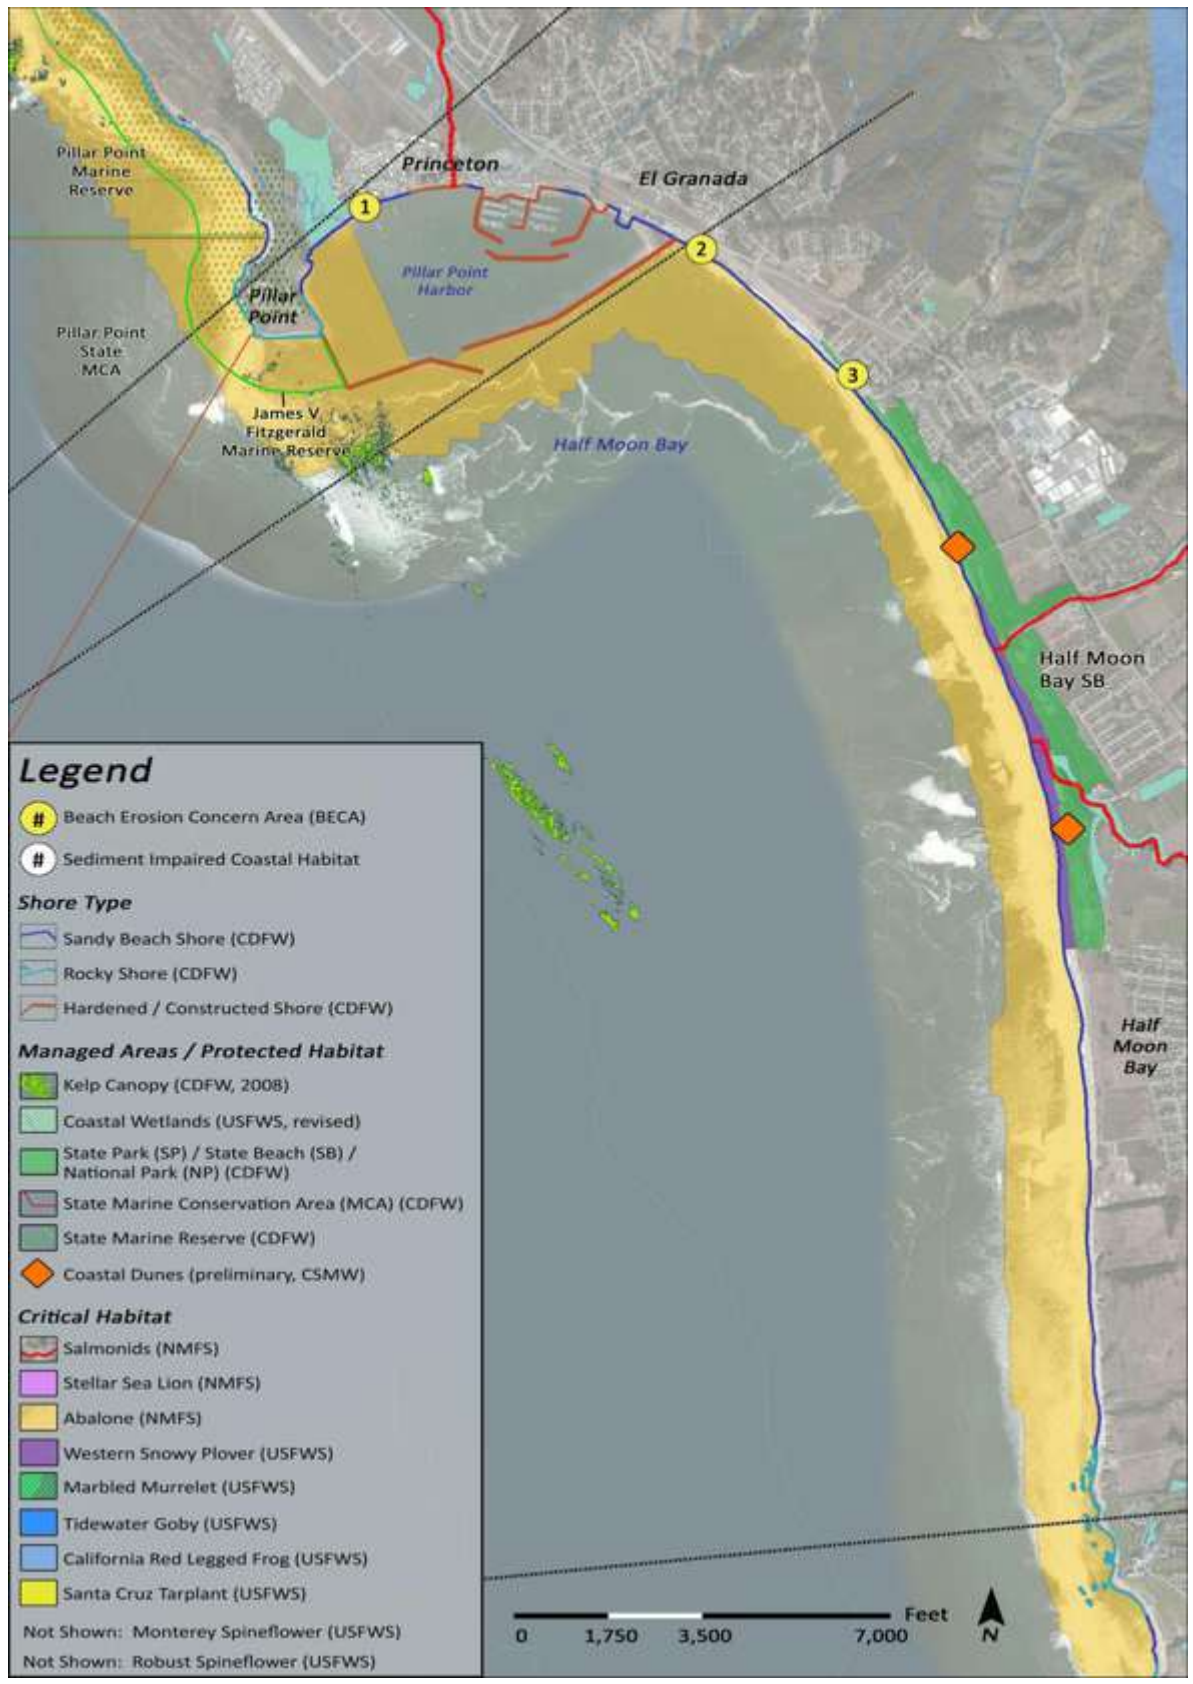 Pillar Point
Marine
Reserve
Princeton
El Granada
1
2
Pillar Point
Harbor
Pillar
Point
Pillar Point
State
MCA
3
James V
Fitzgerald
Marine Reserve
Half Moon Bay
Half Moon
Bay SB
Half
Moon
Bay
Legend
# Beach Erosion Concern Area (BECA)
# Sediment Impaired Coastal Habitat
Shore Type
Sandy Beach Shore (CDFW)
Rocky Shore (CDFW)
Hardened / Constructed Shore (CDFW)
Managed Areas / Protected Habitat
Kelp Canopy (CDFW, 2008)
Coastal Wetlands (USFWS, revised)
State Park (SP) / State Beach (SB) /
National Park (NP) (CDFW)
State Marine Conservation Area (MCA) (CDFW)
State Marine Reserve (CDFW)
Coastal Dunes (preliminary, CSMW)
Critical Habitat
Salmonids (NMFS)
Stellar Sea Lion (NMFS)
Abalone (NMFS)
Western Snowy Plover (USFWS)
Marbled Murrelet (USFWS)
Tidewater Goby (USFWS)
California Red Legged Frog (USFWS)
Santa Cruz Tarplant (USFWS)
Not Shown: Monterey Spineflower (USFWS)
Not Shown: Robust Spineflower (USFWS)
Feet
0 1,750 3,500 7,000
N